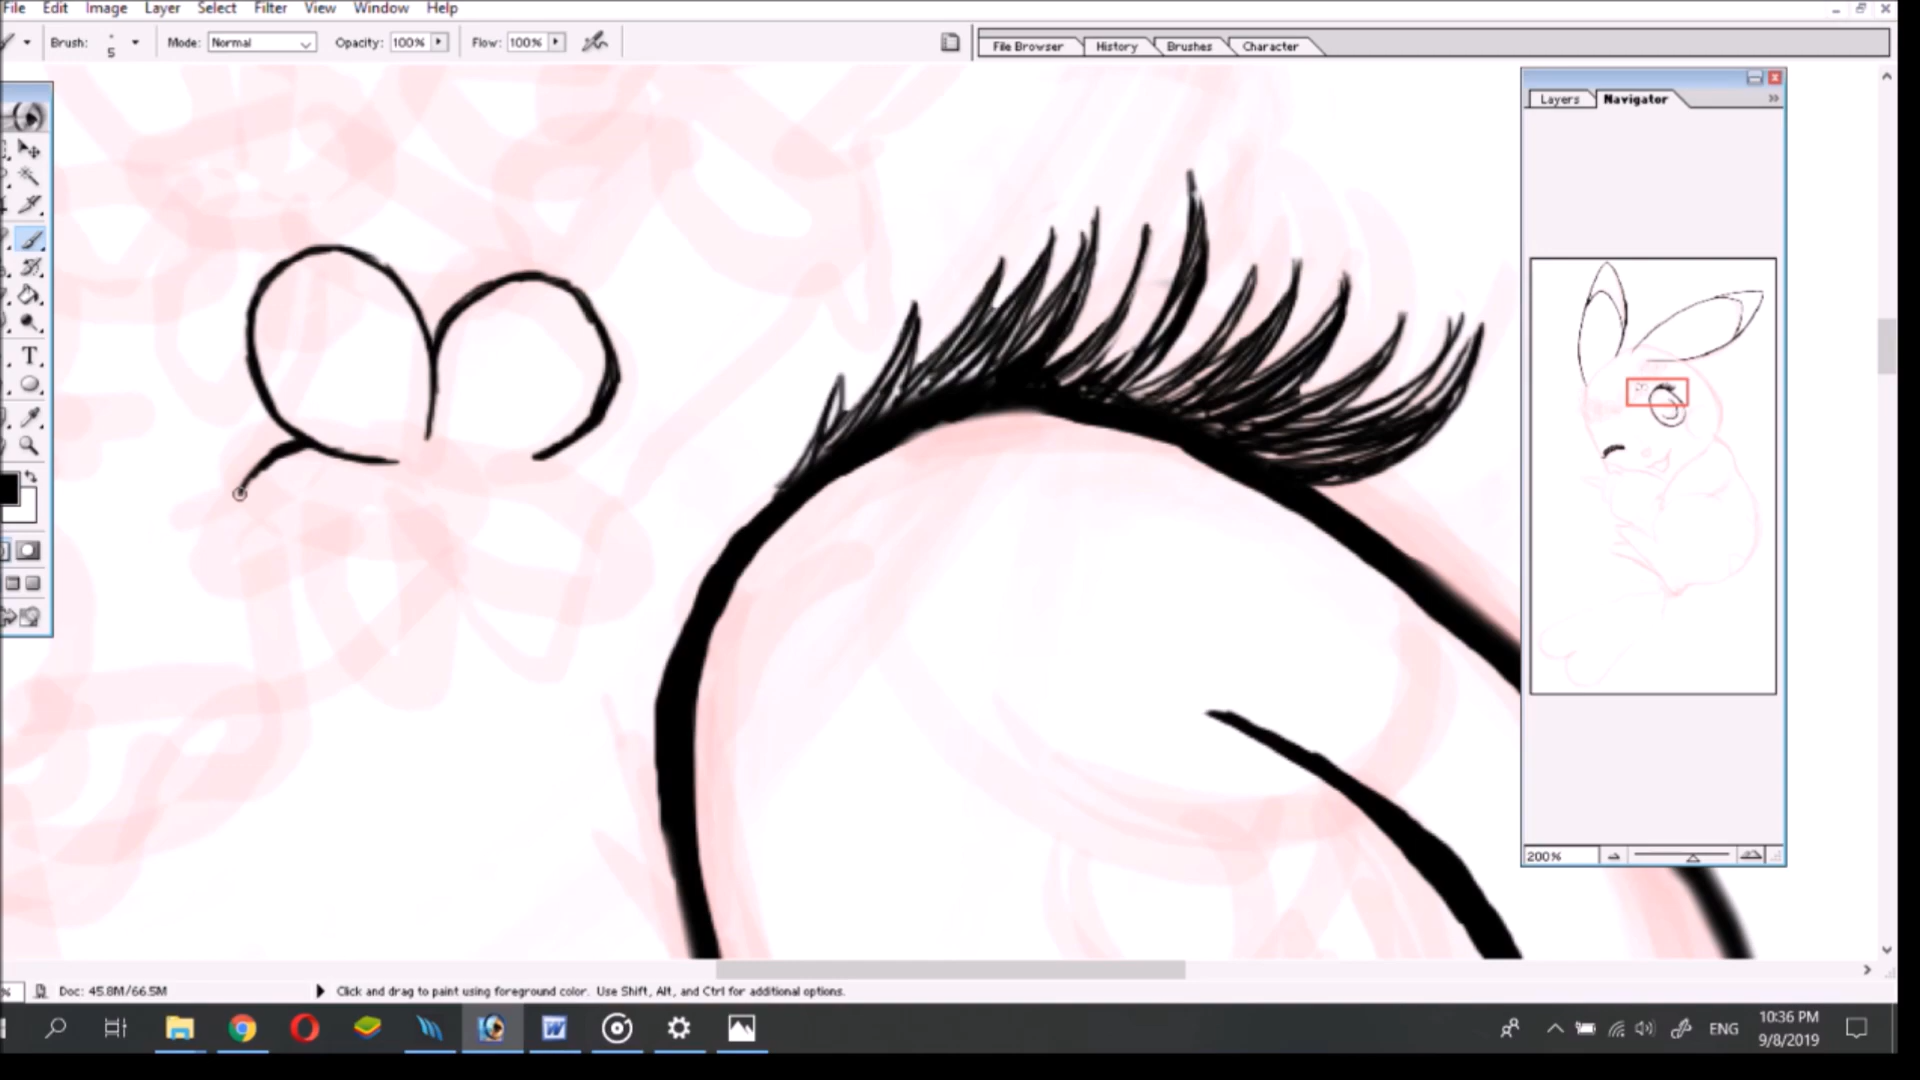 File Edit Image Layer Select Filter View Window Help
Brush: 5 Mode: Normal Opacity: 100% Flow: 100%
File Browser History Brushes Character
Layers Navigator
T
200%
% Doc: 45.8M/66.5M Click and drag to paint using foreground color. Use Shift, Alt, and Ctrl for additional options.
ENG 10:36 PM
9/8/2019